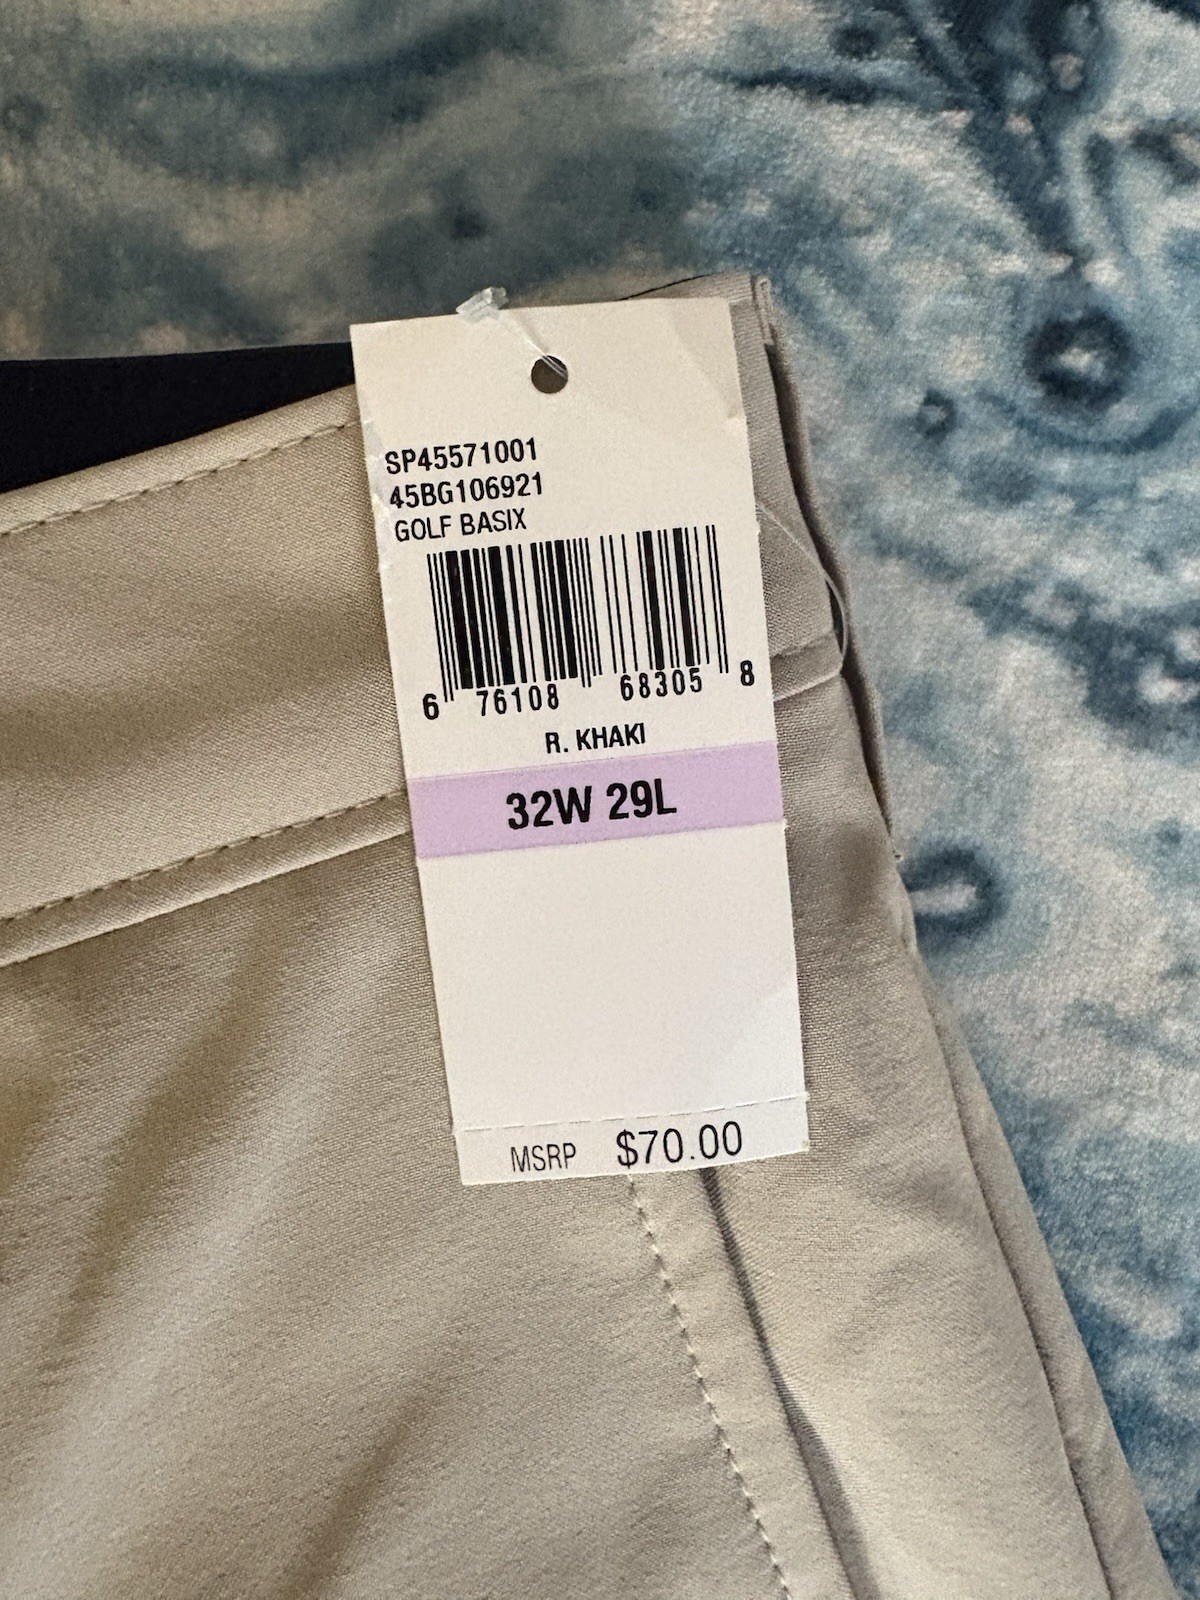 SP45571001
45BG106921
GOLF BASIX
6 76108 68305 8
R. KHAKI
32W 29L
MSRP $70.00